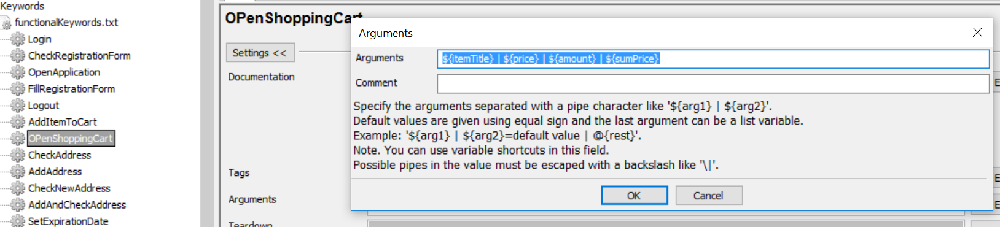 Keywords
functionalKeywords.txt
Login
CheckRegistrationForm
OpenApplication
FillRegistrationForm
Logout
AddItemToCart
OPenShoppingCart
CheckAddress
AddAddress
CheckNewAddress
AddAndCheckAddress
SetExpirationDate
OPenShoppingCart
Settings <<
Documentation
Tags
Arguments
Teardown
Arguments
Arguments
${itemTitle} | ${price} | ${amount} | ${sumPrice}
Comment
Specify the arguments separated with a pipe character like '${arg1} | ${arg2}'.
Default values are given using equal sign and the last argument can be a list variable.
Example: '${arg1} | ${arg2}=default value | @{rest}'.
Note. You can use variable shortcuts in this field.
Possible pipes in the value must be escaped with a backslash like '\|'.
OK
Cancel